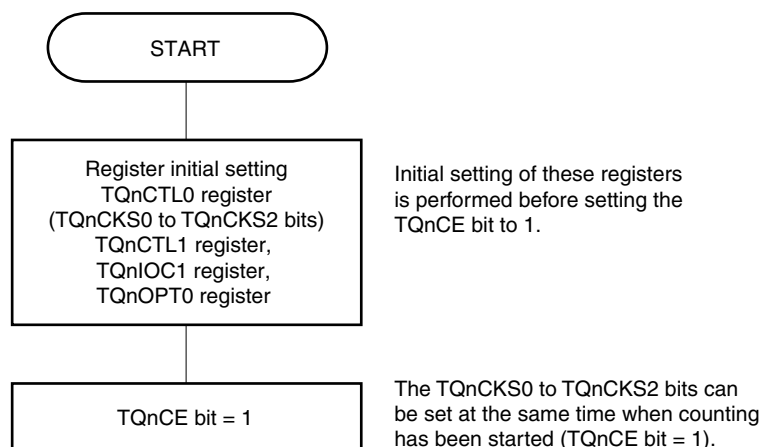 START
Register initial setting
TQnCTL0 register
(TQnCKS0 to TQnCKS2 bits)
TQnCTL1 register,
TQnIOC1 register,
TQnOPT0 register
Initial setting of these registers
is performed before setting the
TQnCE bit to 1.
TQnCE bit = 1
The TQnCKS0 to TQnCKS2 bits can
be set at the same time when counting
has been started (TQnCE bit = 1).